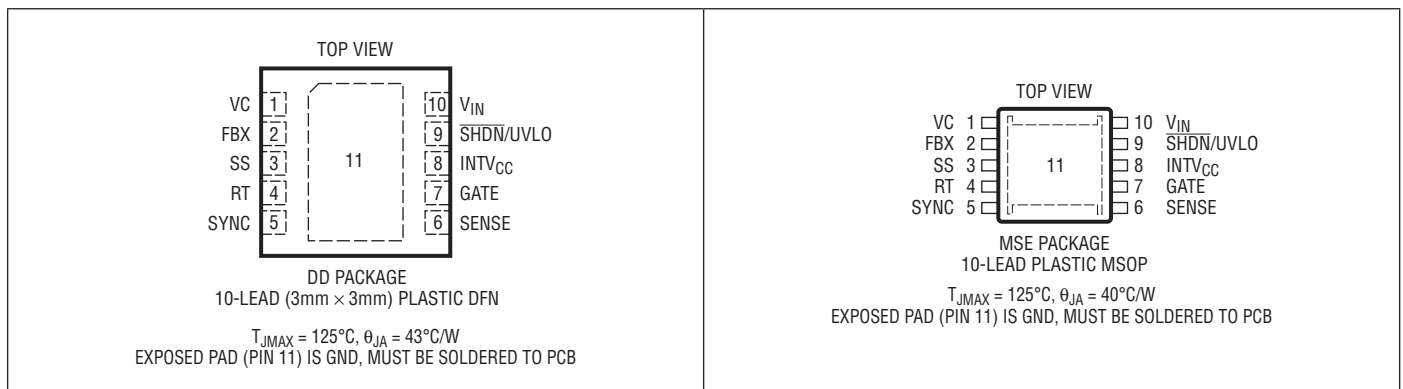 TOP VIEW
VC 1 10 VIN
FBX 2 9 SHDN/UVLO
SS 3 8 INTVCC
11
RT 4 7 GATE
SYNC 5 6 SENSE
DD PACKAGE
10-LEAD (3mm × 3mm) PLASTIC DFN
TJMAX = 125°C, θJA = 43°C/W
EXPOSED PAD (PIN 11) IS GND, MUST BE SOLDERED TO PCB
TOP VIEW
VC 1 10 VIN
FBX 2 9 SHDN/UVLO
SS 3 11 8 INTVCC
RT 4 7 GATE
SYNC 5 6 SENSE
MSE PACKAGE
10-LEAD PLASTIC MSOP
TJMAX = 125°C, θJA = 40°C/W
EXPOSED PAD (PIN 11) IS GND, MUST BE SOLDERED TO PCB